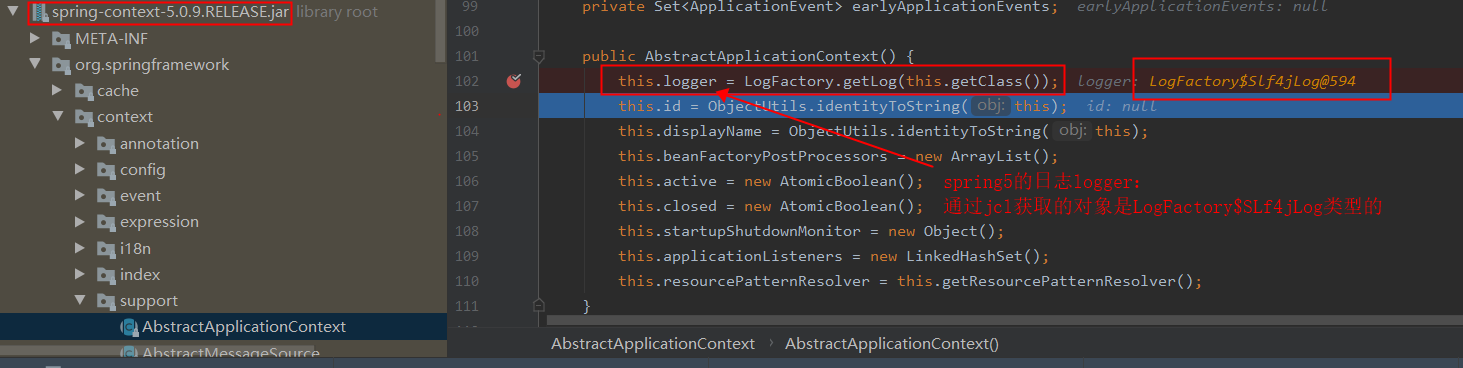 spring-context-5.0.9.RELEASE.jar library root
META-INF
org.springframework
cache
context
annotation
config
event
expression
i18n
index
support
AbstractApplicationContext
AbstractMessageSource
99 private Set<ApplicationEvent> earlyApplicationEvents; earlyApplicationEvents: null
100
101 public AbstractApplicationContext() {
102 this.logger = LogFactory.getLog(this.getClass()); logger: LogFactory$Slf4jLog@594
103 this.id = ObjectUtils.identityToString( obj: this); id: null
104 this.displayName = ObjectUtils.identityToString( obj: this);
105 this.beanFactoryPostProcessors = new ArrayList();
106 this.active = new AtomicBoolean(); spring5的日志logger:
107 this.closed = new AtomicBoolean(); 通过jcl获取的对象是LogFactory$SLf4jLog类型的
108 this.startupShutdownMonitor = new Object();
109 this.applicationListeners = new LinkedHashSet();
110 this.resourcePatternResolver = this.getResourcePatternResolver();
111 }
AbstractApplicationContext › AbstractApplicationContext()